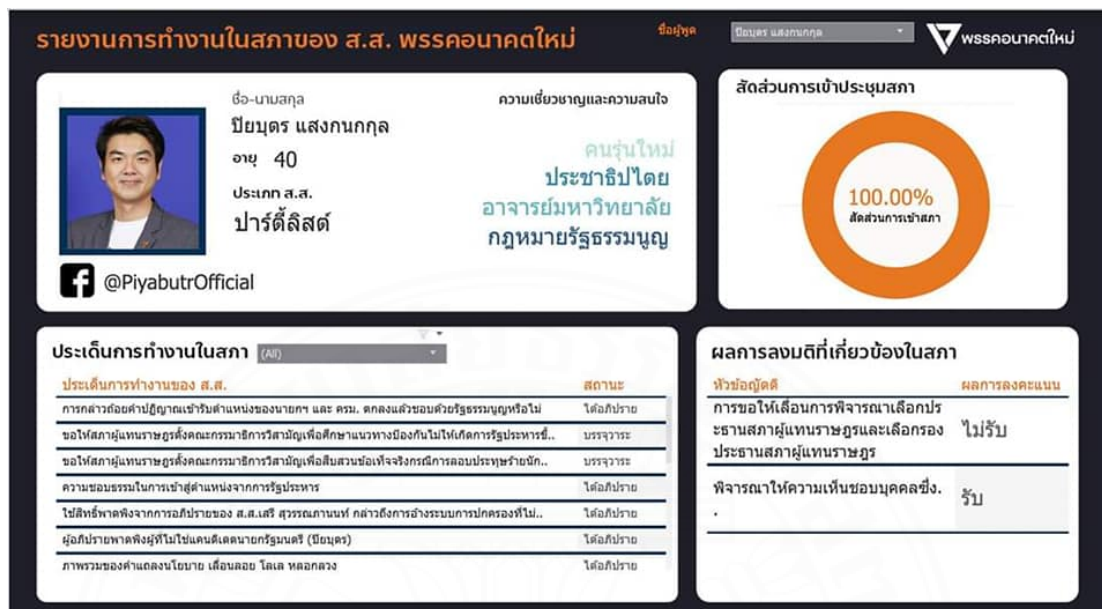 รายงานการทำงานในสภาของ ส.ส. พรรคอนาคตใหม่
ชื่อผู้พูด
ปิยบุตร แสงกนกกุล
พรรคอนาคตใหม่
ชื่อ-นามสกุล
ปิยบุตร แสงกนกกุล
อายุ 40
ประเภท ส.ส.
ปาร์ตี้ลิสต์
@PiyabutrOfficial
ความเชี่ยวชาญและความสนใจ
คนรุ่นใหม่
ประชาธิปไตย
อาจารย์มหาวิทยาลัย
กฎหมายรัฐธรรมนูญ
สัดส่วนการเข้าประชุมสภา
100.00%
สัดส่วนการเข้าสภา
ประเด็นการทำงานในสภา (All)
ประเด็นการทำงานของ ส.ส. สถานะ
การกล่าวถ้อยคำปฏิญาณเข้ารับตำแหน่งของนายกฯ และ ครม. ตกลงแล้วชอบด้วยรัฐธรรมนูญหรือไม่ ได้อภิปราย
ขอให้สภาผู้แทนราษฎรตั้งคณะกรรมาธิการวิสามัญเพื่อศึกษาแนวทางป้องกันไม่ให้เกิดการรัฐประหารขึ้.. บรรจุวาระ
ขอให้สภาผู้แทนราษฎรตั้งคณะกรรมาธิการวิสามัญเพื่อสืบสวนข้อเท็จจริงกรณีการลอบประทุษร้ายนัก.. บรรจุวาระ
ความชอบธรรมในการเข้าสู่ตำแหน่งจากการรัฐประหาร ได้อภิปราย
ใช้สิทธิ์พาดพิงจากการอภิปรายของ ส.ส.เสรี สุวรรณภานนท์ กล่าวถึงการอ้างระบบการปกครองที่ไม่.. ได้อภิปราย
ผู้อภิปรายพาดพิงผู้ที่ไม่ใช่แคนดิเดตนายกรัฐมนตรี (ปิยบุตร) ได้อภิปราย
ภาพรวมของคำแถลงนโยบาย เลื่อนลอย โลเล หลอกลวง ได้อภิปราย
ผลการลงมติที่เกี่ยวข้องในสภา
หัวข้อญัตติ ผลการลงคะแนน
การขอให้เลื่อนการพิจารณาเลือกปร
ะธานสภาผู้แทนราษฎรและเลือกรอง ไม่รับ
ประธานสภาผู้แทนราษฎร
พิจารณาให้ความเห็นชอบบุคคลซึ่ง. รับ
.